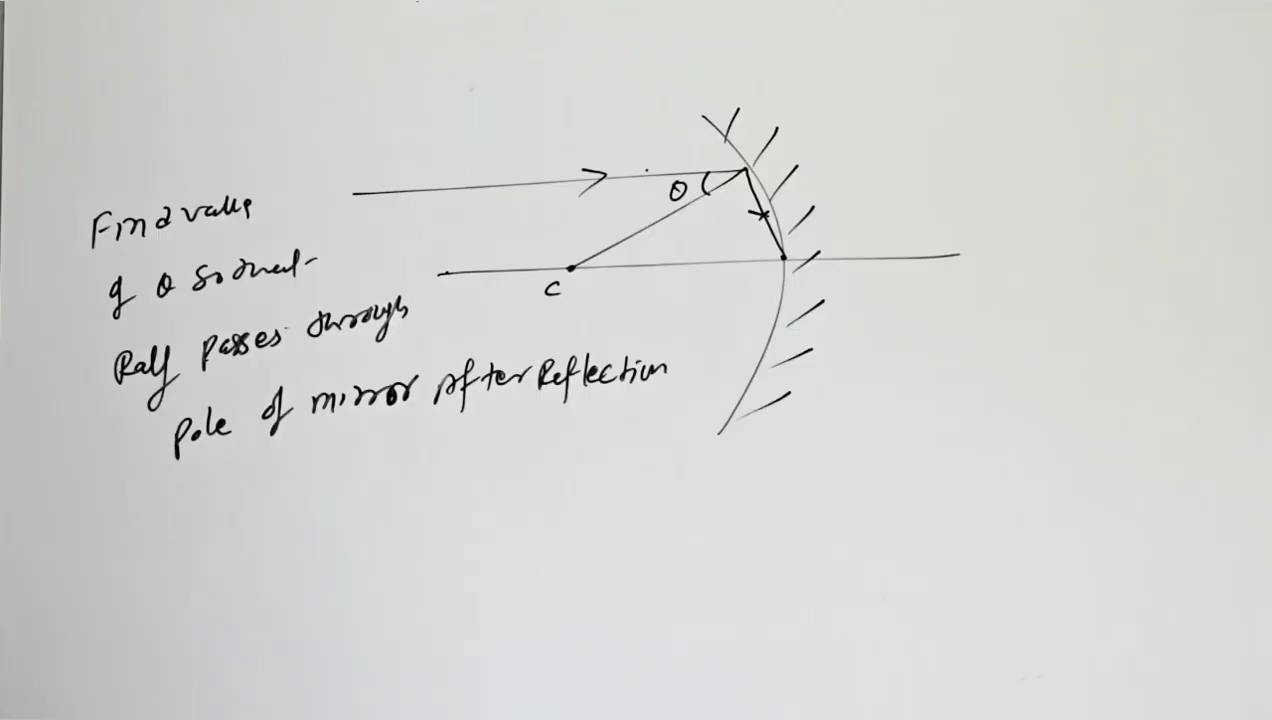 Find value
of θ so that
Ray passes through
pole of mirror after Reflection
θ
C